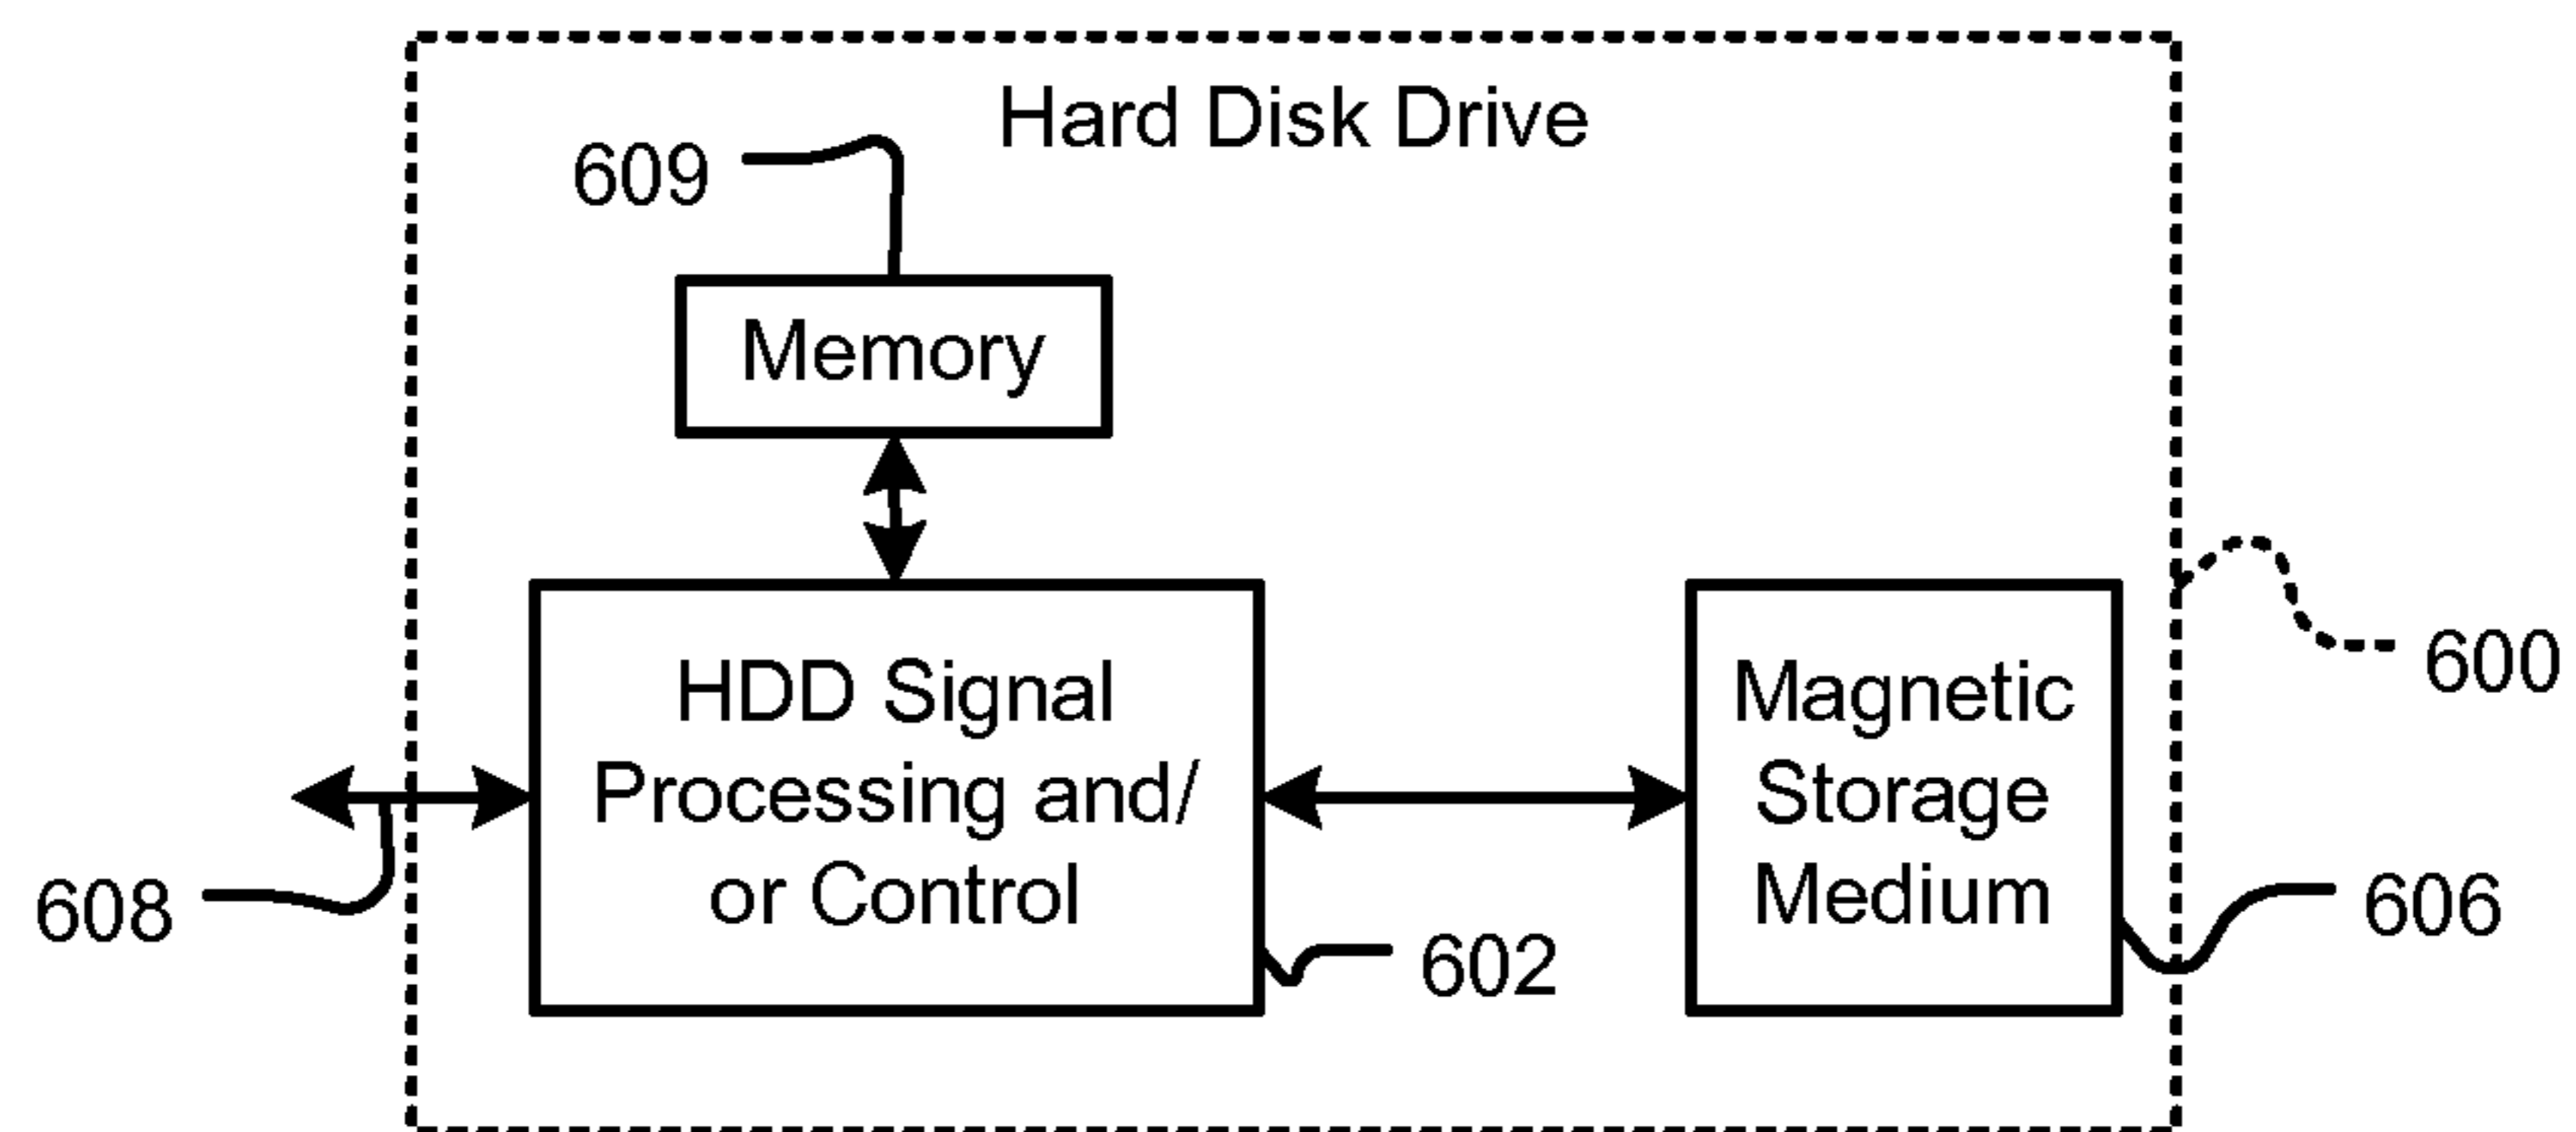 Hard Disk Drive
609
Memory
HDD Signal
Processing and/
or Control
Magnetic
Storage
Medium
600
608
602
606